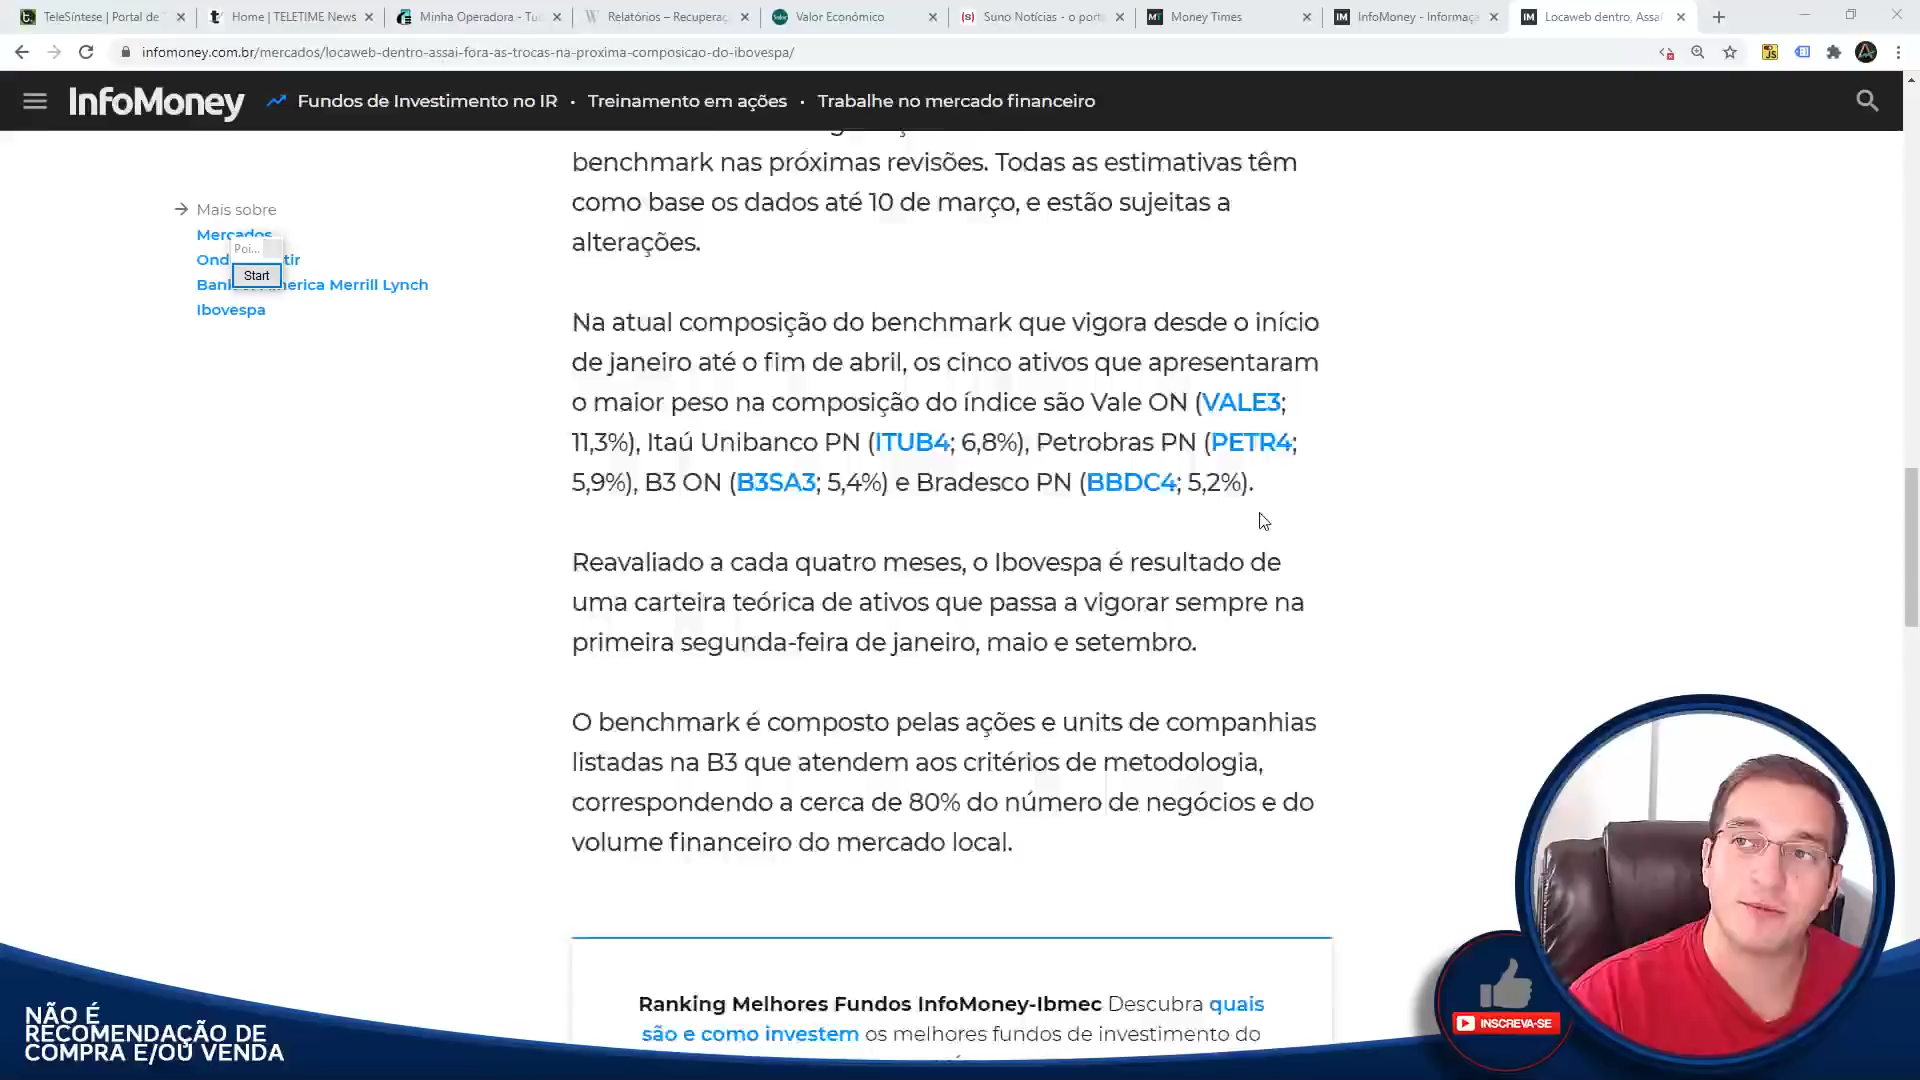 TeleSíntese | Portal de
Home | TELETIME News
Minha Operadora - Tu
Relatórios – Recuperaç
Valor Econômico
Suno Notícias - o port
Money Times
InfoMoney - Informaç
Locaweb dentro, Assaí
infomoney.com.br/mercados/locaweb-dentro-assai-fora-as-trocas-na-proxima-composicao-do-ibovespa/
InfoMoney
Fundos de Investimento no IR • Treinamento em ações • Trabalhe no mercado financeiro
benchmark nas próximas revisões. Todas as estimativas têm
como base os dados até 10 de março, e estão sujeitas a
alterações.
Mais sobre
Mercados
Poi...
Start
Ond tir
Bank erica Merrill Lynch
Ibovespa
Na atual composição do benchmark que vigora desde o início
de janeiro até o fim de abril, os cinco ativos que apresentaram
o maior peso na composição do índice são Vale ON (VALE3;
11,3%), Itaú Unibanco PN (ITUB4; 6,8%), Petrobras PN (PETR4;
5,9%), B3 ON (B3SA3; 5,4%) e Bradesco PN (BBDC4; 5,2%).
Reavaliado a cada quatro meses, o Ibovespa é resultado de
uma carteira teórica de ativos que passa a vigorar sempre na
primeira segunda-feira de janeiro, maio e setembro.
O benchmark é composto pelas ações e units de companhias
listadas na B3 que atendem aos critérios de metodologia,
correspondendo a cerca de 80% do número de negócios e do
volume financeiro do mercado local.
Ranking Melhores Fundos InfoMoney-Ibmec Descubra quais
são e como investem os melhores fundos de investimento do
NÃO É
RECOMENDAÇÃO DE
COMPRA E/OU VENDA
INSCREVA-SE